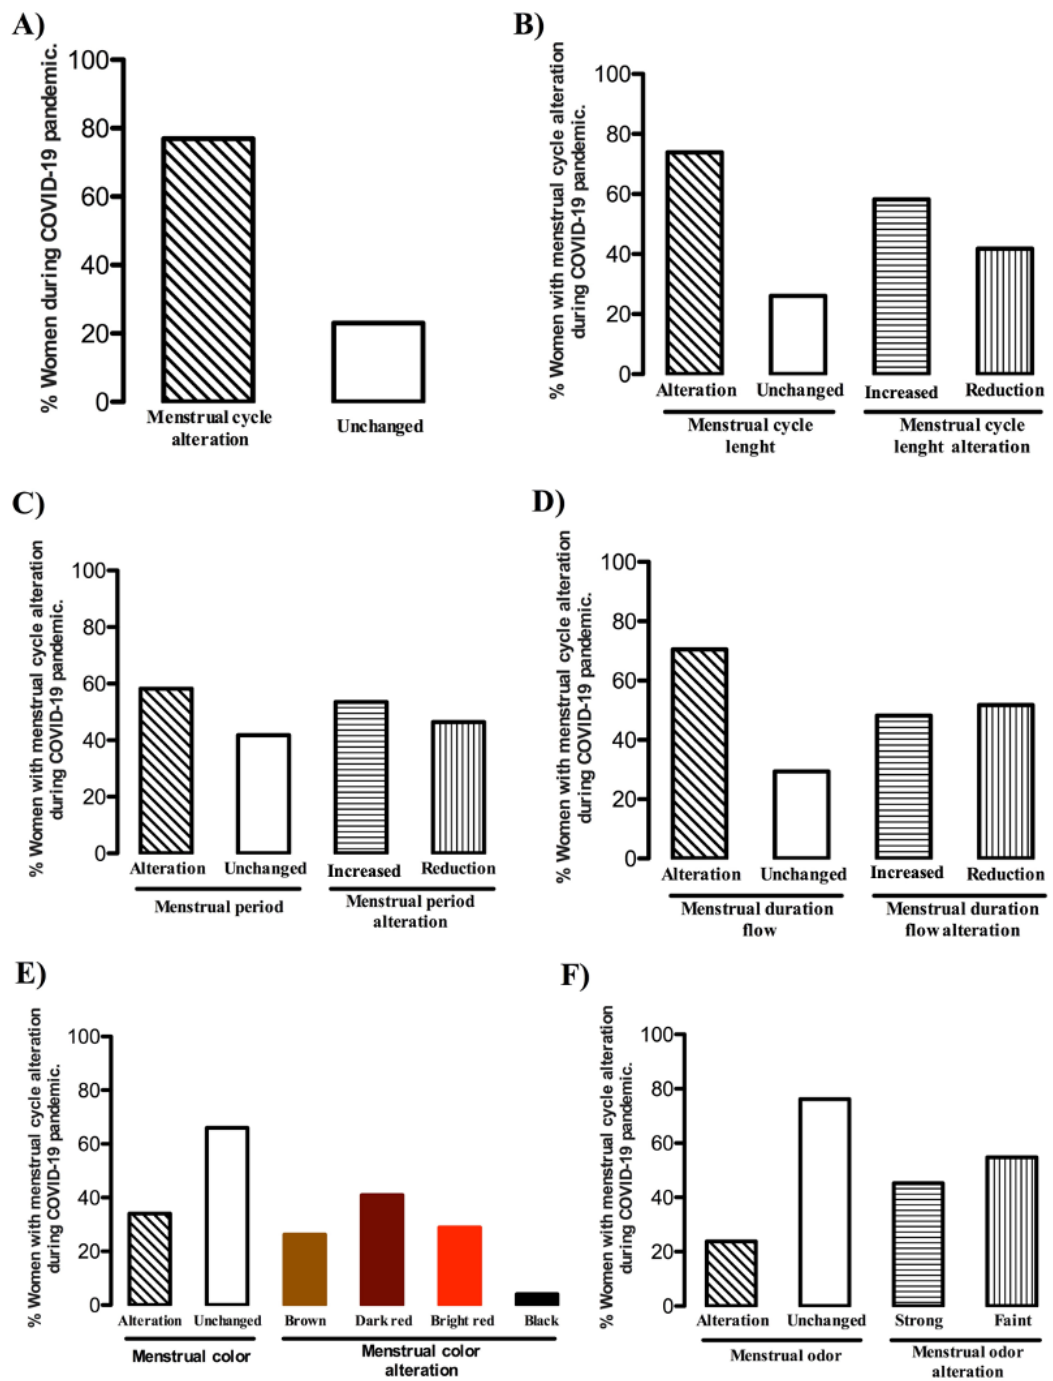 A)
% Women during COVID-19 pandemic.
100
80
60
40
20
0
Menstrual cycle
alteration
Unchanged
B)
% Women with menstrual cycle alteration
during COVID-19 pandemic.
100
80
60
40
20
0
Alteration
Unchanged
Increased
Reduction
Menstrual cycle
lenght
Menstrual cycle
lenght alteration
C)
% Women with menstrual cycle alteration
during COVID-19 pandemic.
100
80
60
40
20
0
Alteration
Unchanged
Increased
Reduction
Menstrual period
Menstrual period
alteration
D)
% Women with menstrual cycle alteration
during COVID-19 pandemic.
100
80
60
40
20
0
Alteration
Unchanged
Increased
Reduction
Menstrual duration
flow
Menstrual duration
flow alteration
E)
% Women with menstrual cycle alteration
during COVID-19 pandemic.
100
80
60
40
20
0
Alteration
Unchanged
Brown
Dark red
Bright red
Black
Menstrual color
Menstrual color
alteration
F)
% Women with menstrual cycle alteration
during COVID-19 pandemic.
100
80
60
40
20
0
Alteration
Unchanged
Strong
Faint
Menstrual odor
Menstrual odor
alteration